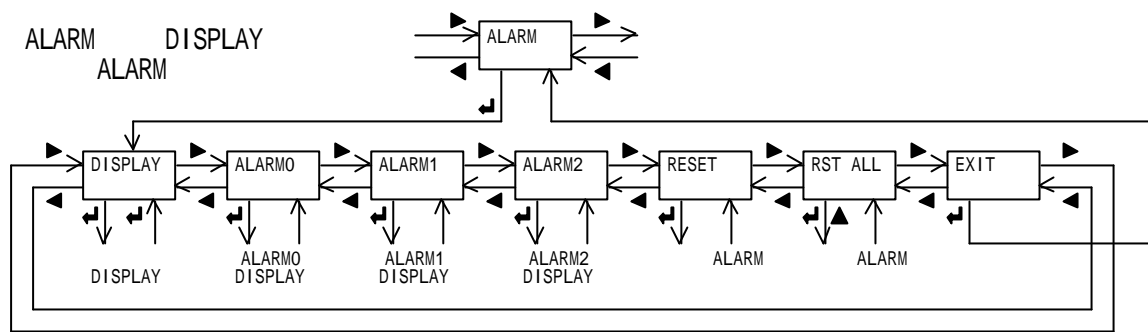 ALARM DISPLAY
ALARM
ALARM
DISPLAY ALARM0 ALARM1 ALARM2 RESET RST ALL EXIT
DISPLAY ALARM0 DISPLAY ALARM1 DISPLAY ALARM2 DISPLAY ALARM ALARM